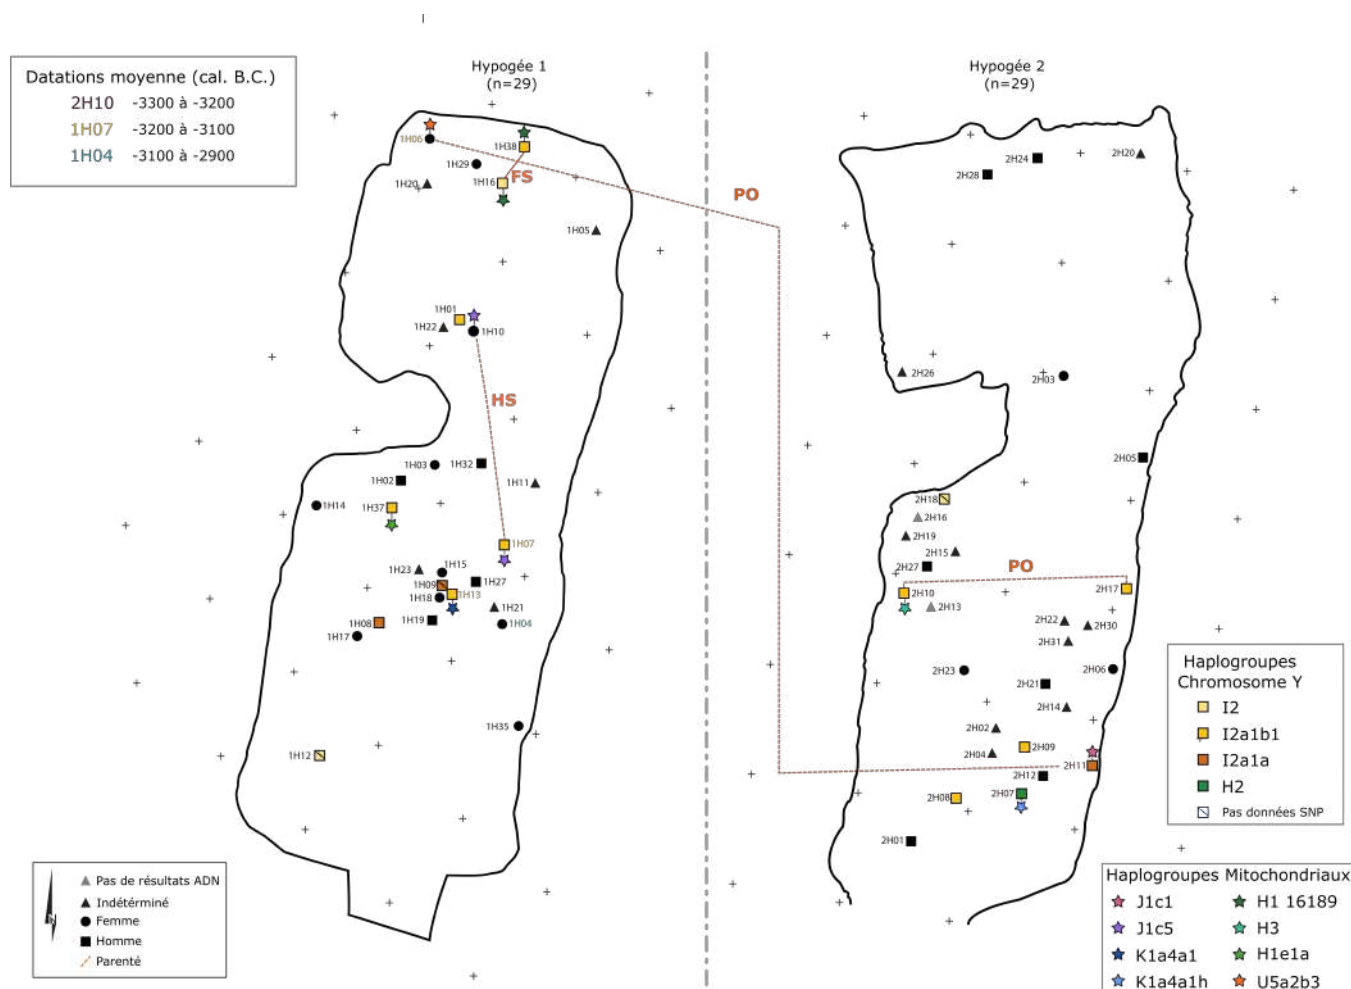 Datations moyenne (cal. B.C.)
2H10 -3300 à -3200
1H07 -3200 à -3100
1H04 -3100 à -2900
Hypogée 1
(n=29)
Hypogée 2
(n=29)
1H06
1H38
1H29
1H16
FS
1H20
1H05
PO
1H01
1H22
1H10
HS
1H03
1H32
1H02
1H11
1H14
1H37
1H07
1H23
1H15
1H09
1H27
1H13
1H18
1H21
1H08
1H19
1H04
1H17
1H35
1H12
2H24
2H20
2H28
2H26
2H03
2H05
2H18
2H16
2H19
2H15
2H27
PO
2H10
2H17
2H13
2H22
2H30
2H31
2H23
2H06
2H21
2H14
2H02
2H09
2H04
2H11
2H12
2H07
2H08
2H01
Haplogroupes
Chromosome Y
I2
I2a1b1
I2a1a
H2
Pas données SNP
Pas de résultats ADN
Indétérminé
Femme
Homme
Parenté
Haplogroupes Mitochondriaux
J1c1
H1 16189
J1c5
H3
K1a4a1
H1e1a
K1a4a1h
U5a2b3